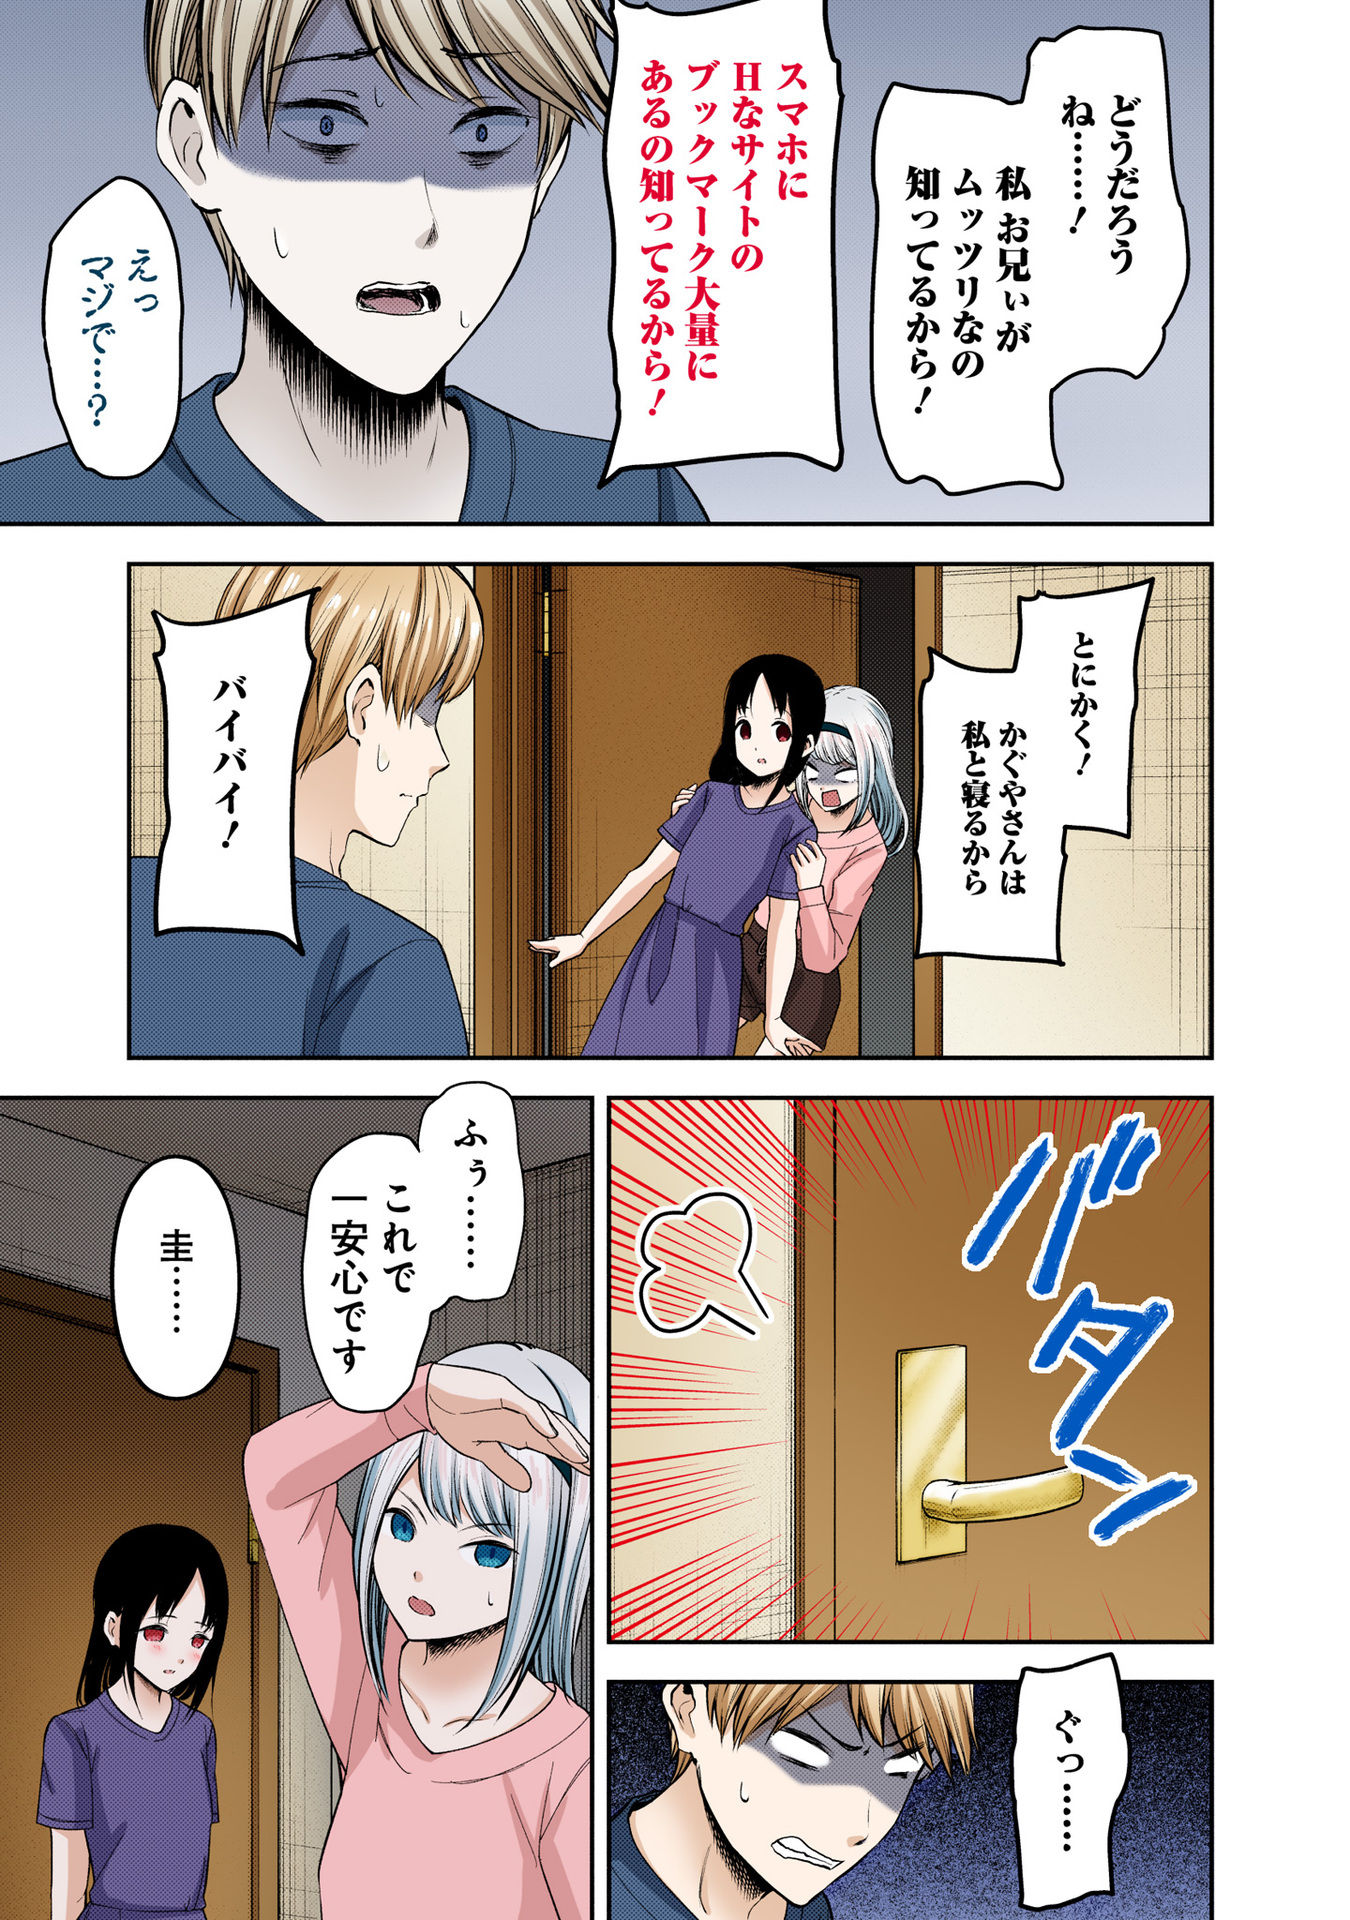 どうだろう
ね……！
私 お兄ぃが
ムッツリなの
知ってるから！
スマホに
Hなサイトの
ブックマーク大量に
あるの知ってるから！
えっ
マジで…？
とにかく！
かぐやさんは
私と寝るから
バイバイ！
バタン
ぐっ……
ふぅ……
これで
一安心です
圭……